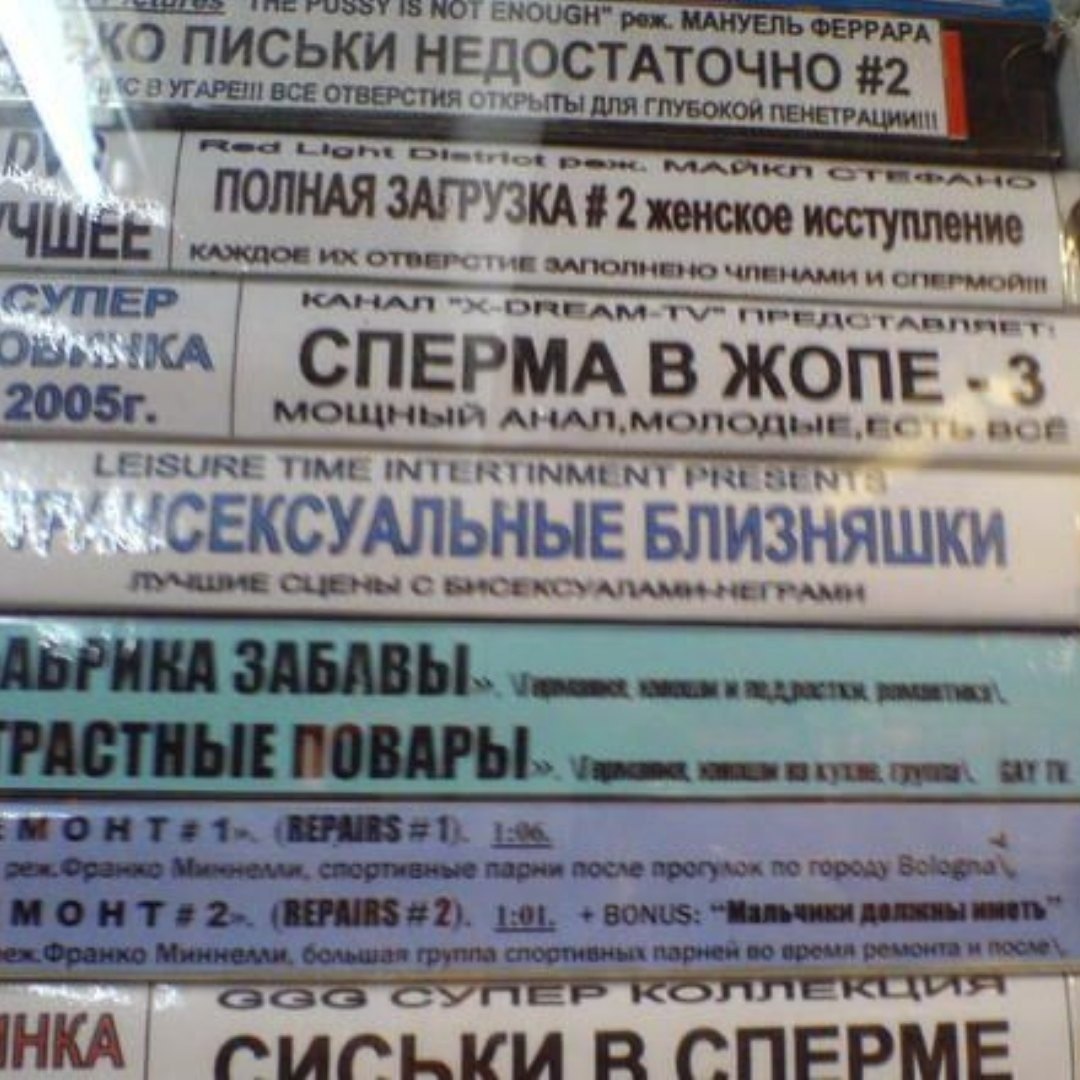 Pictures "THE PUSSY IS NOT ENOUGH" реж. МАНУЕЛЬ ФЕРРАРА
ПИСЬКИ НЕДОСТАТОЧНО #2
В УГАРЕ!!! ВСЕ ОТВЕРСТИЯ ОТКРЫТЫ ДЛЯ ГЛУБОКОЙ ПЕНЕТРАЦИИ!!!
DVD
Red Light District реж. МАЙКЛ СТЕФАНО
ПОЛНАЯ ЗАГРУЗКА # 2 женское исступление
КАЖДОЕ ИХ ОТВЕРСТИЕ ЗАПОЛНЕНО ЧЛЕНАМИ И СПЕРМОЙ!!!
СУПЕР
2005г.
КАНАЛ "X-DREAM-TV" ПРЕДСТАВЛЯЕТ:
СПЕРМА В ЖОПЕ - 3
МОЩНЫЙ АНАЛ,МОЛОДЫЕ,ЕСТЬ ВСЁ
LEISURE TIME INTERTINMENT PRESENTS
ТРАНСЕКСУАЛЬНЫЕ БЛИЗНЯШКИ
ЛУЧШИЕ СЦЕНЫ С БИСЕКСУАЛАМИ-НЕГРАМИ
АБРИКА ЗАБАВЫ».
ТРАСТНЫЕ ПОВАРЫ». GAY TV.
ЕМОНТ # 1». (REPAIRS # 1). 1:06.
реж.Франко Миннелли, спортивные парни после прогулок по городу Bologna\.
ЕМОНТ # 2». (REPAIRS # 2). 1:01. + BONUS: “Мальчики должны иметь”
реж.Франко Миннелли, большая группа спортивных парней во время ремонта и после\.
GGG СУПЕР КОЛЛЕКЦИЯ
ИНКА
СИСЬКИ В СПЕРМЕ